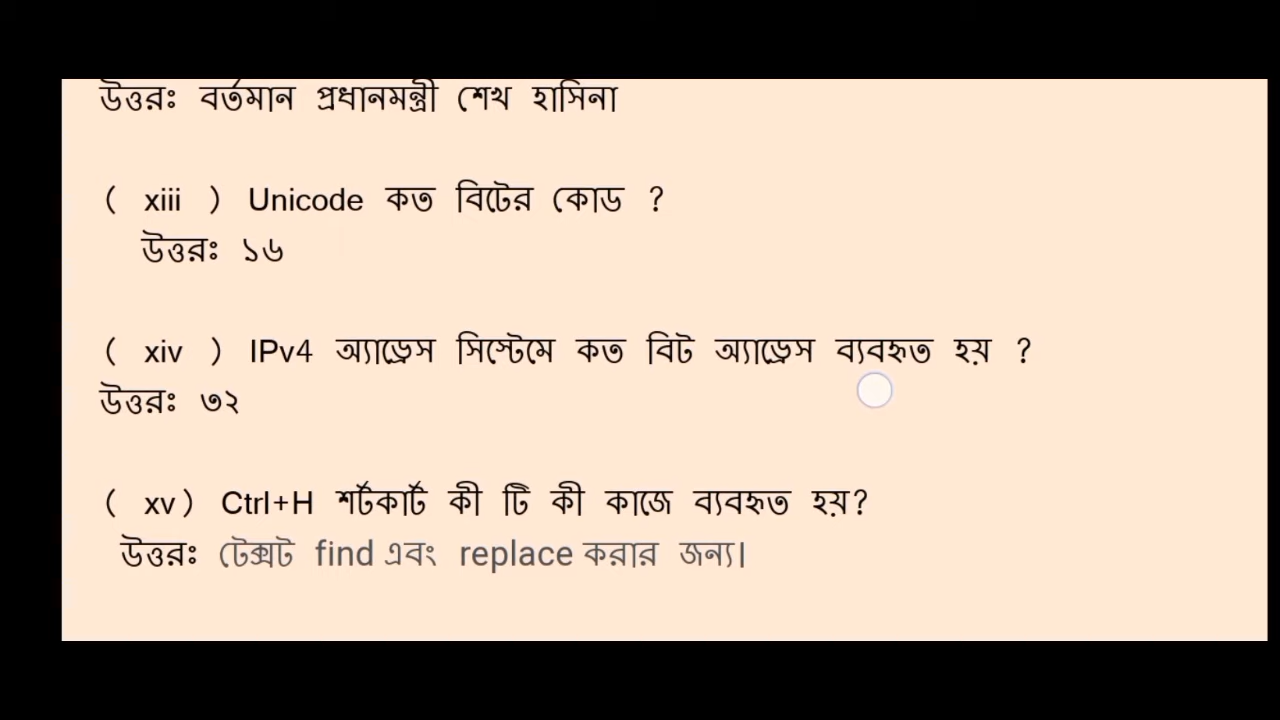 উত্তরঃ বর্তমান প্রধানমন্ত্রী শেখ হাসিনা
( xiii ) Unicode কত বিটের কোড ?
উত্তরঃ ১৬
( xiv ) IPv4 অ্যাড্রেস সিস্টেমে কত বিট অ্যাড্রেস ব্যবহৃত হয় ?
উত্তরঃ ৩২
( xv ) Ctrl+H শর্টকার্ট কী টি কী কাজে ব্যবহৃত হয়?
উত্তরঃ টেক্সট find এবং replace করার জন্য।